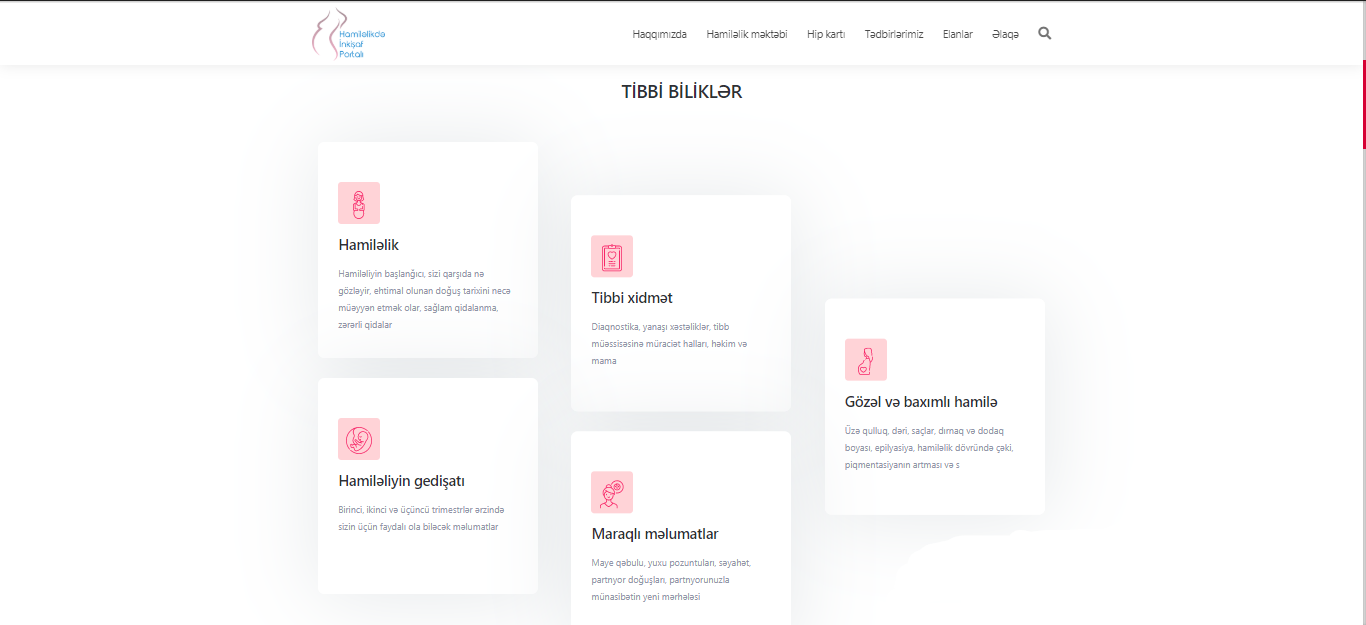 Hamiləlikdə
İnkişaf
Portalı
Haqqımızda Hamiləlik məktəbi Hip kartı Tədbirlərimiz Elanlar Əlaqə
TİBBİ BİLİKLƏR
Hamiləlik
Hamiləliyin başlanğıcı, sizi qarşıda nə
gözləyir, ehtimal olunan doğuş tarixini necə
müəyyən etmək olar, sağlam qidalanma,
zərərli qidalar
Tibbi xidmət
Diaqnostika, yanaşı xəstəliklər, tibb
müəssisəsinə müraciət halları, həkim və
mama
Gözəl və baxımlı hamilə
Üzə qulluq, dəri, saçlar, dırnaq və dodaq
boyası, epilyasiya, hamiləlik dövründə çəki,
piqmentasiyanın artması və s
Hamiləliyin gedişatı
Birinci, ikinci və üçüncü trimestrlər ərzində
sizin üçün faydalı ola biləcək məlumatlar
Maraqlı məlumatlar
Maye qəbulu, yuxu pozuntuları, səyahət,
partnyor doğuşları, partnyorunuzla
münasibətin yeni mərhələsi